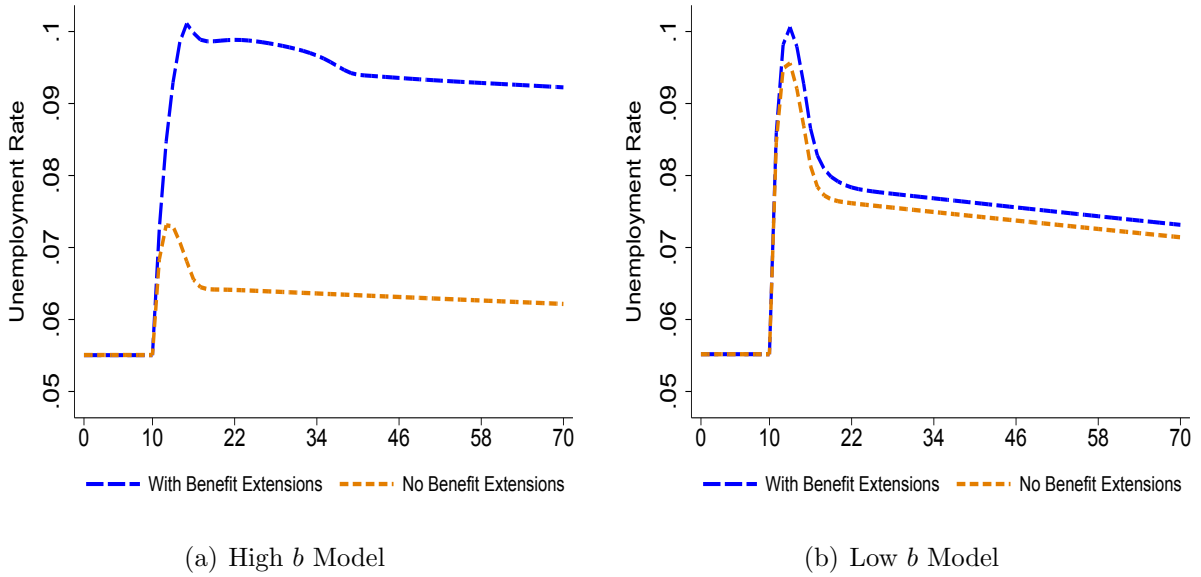 Unemployment Rate
.1
.09
.08
.07
.06
.05
0 10 22 34 46 58 70
With Benefit Extensions No Benefit Extensions
(a) High b Model
Unemployment Rate
.1
.09
.08
.07
.06
.05
0 10 22 34 46 58 70
With Benefit Extensions No Benefit Extensions
(b) Low b Model